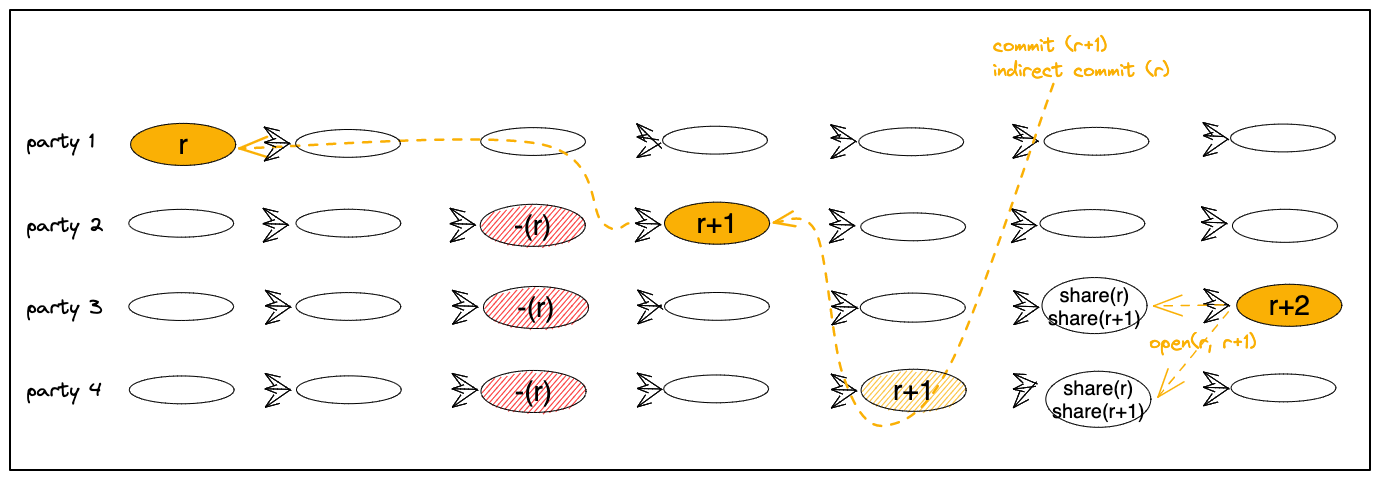 commit (r+1)
indirect commit (r)
party 1
r
party 2
-(r)
r+1
party 3
-(r)
share(r)
share(r+1)
r+2
open(r, r+1)
party 4
-(r)
r+1
share(r)
share(r+1)